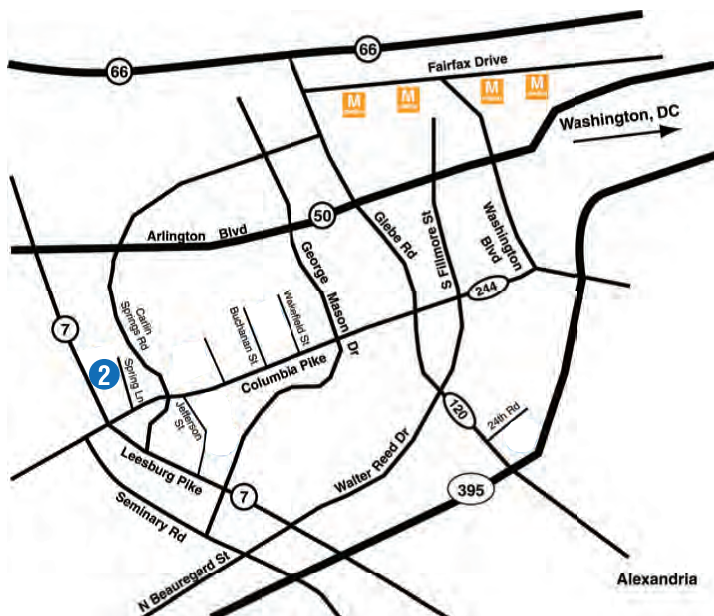 66
66
Fairfax Drive
M
M
M
M
Washington, DC
50
Arlington Blvd
Glebe Rd
S Fillmore St
Washington
Blvd
George Mason Dr
244
7
Carlin
Springs Rd
Buchanan St.
Wakefield St
2
Spring Ln
Columbia Pike
Jefferson
St
120
24th Rd
Leesburg Pike
7
Walter Reed Dr
395
Seminary Rd
N Beauregard St
Alexandria